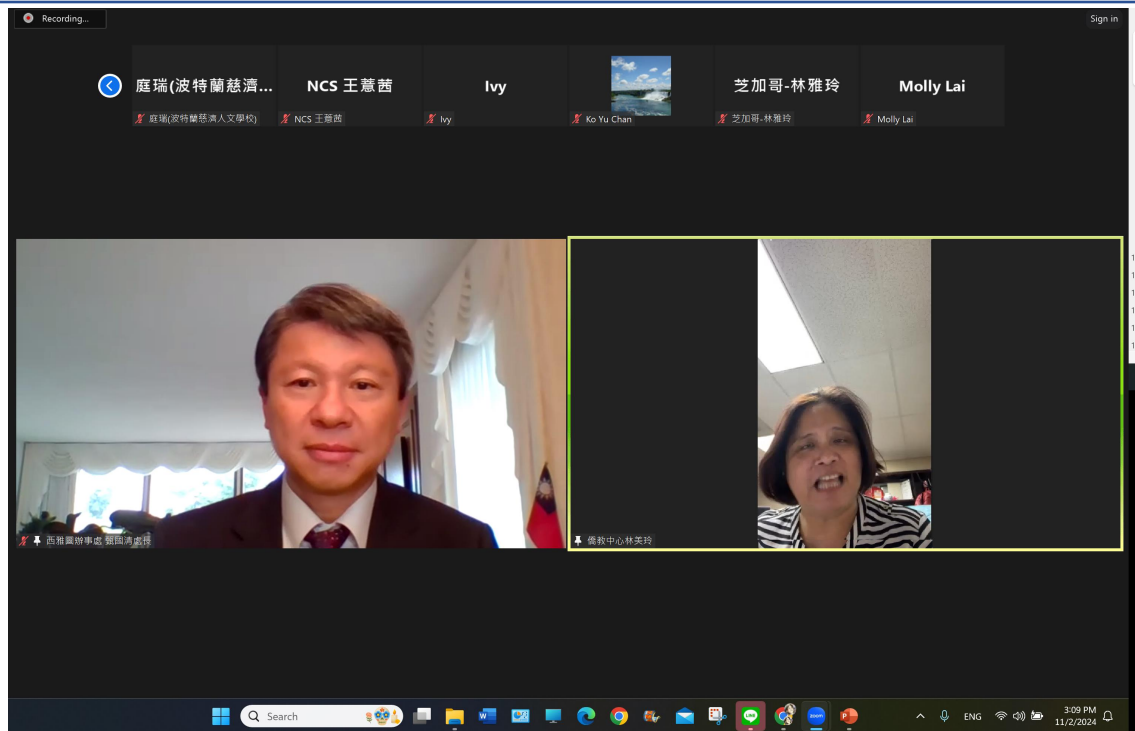 Recording...
Sign in
庭瑞(波特蘭慈濟...
NCS 王薏茜
Ivy
芝加哥-林雅玲
Molly Lai
庭瑞(波特蘭慈濟人文學校)
NCS 王薏茜
Ivy
Ko Yu Chan
芝加哥-林雅玲
Molly Lai
西雅圖辦事處 張國清處長
僑教中心林美玲
Search
ENG
3:09 PM
11/2/2024